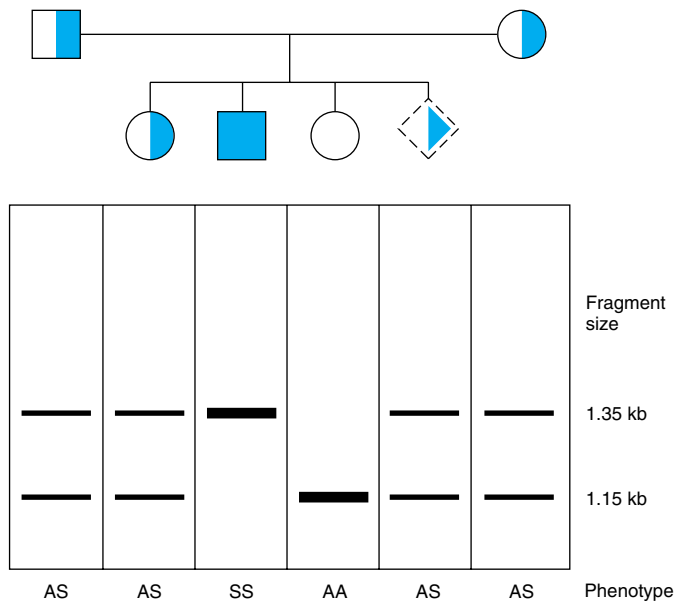 Fragment
size
1.35 kb
1.15 kb
AS AS SS AA AS AS Phenotype